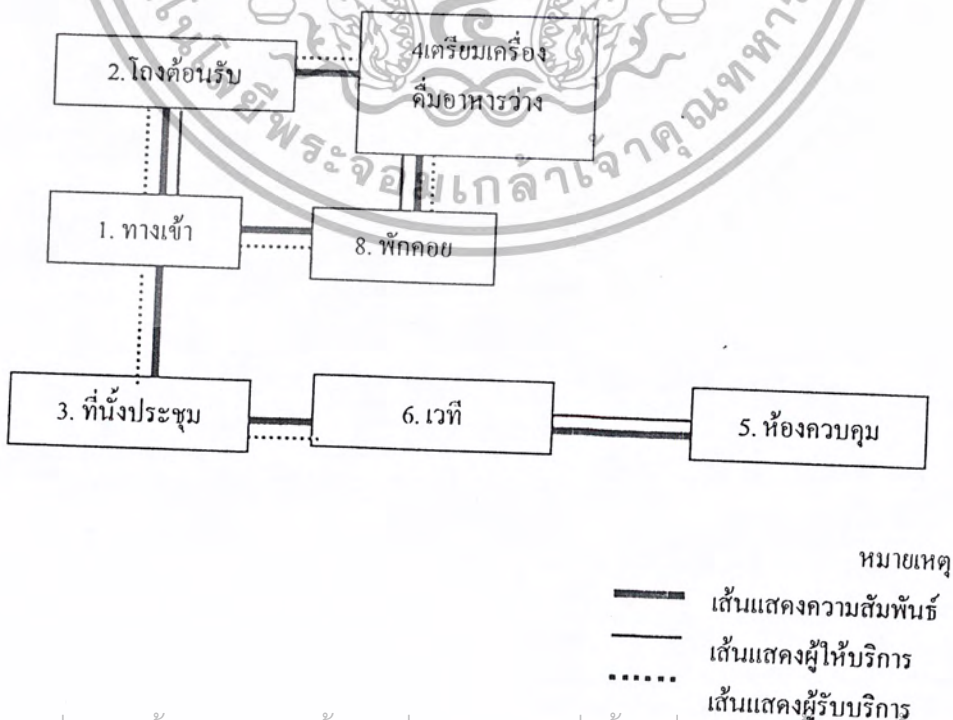 2.โถงต้อนรับ
4เตรียมเครื่อง
ดื่มอาหารว่าง
1. ทางเข้า
8. พักคอย
3. ที่นั่งประชุม
6. เวที
5. ห้องควบคุม
หมายเหตุ
เส้นแสดงความสัมพันธ์
เส้นแสดงผู้ให้บริการ
เส้นแสดงผู้รับบริการ